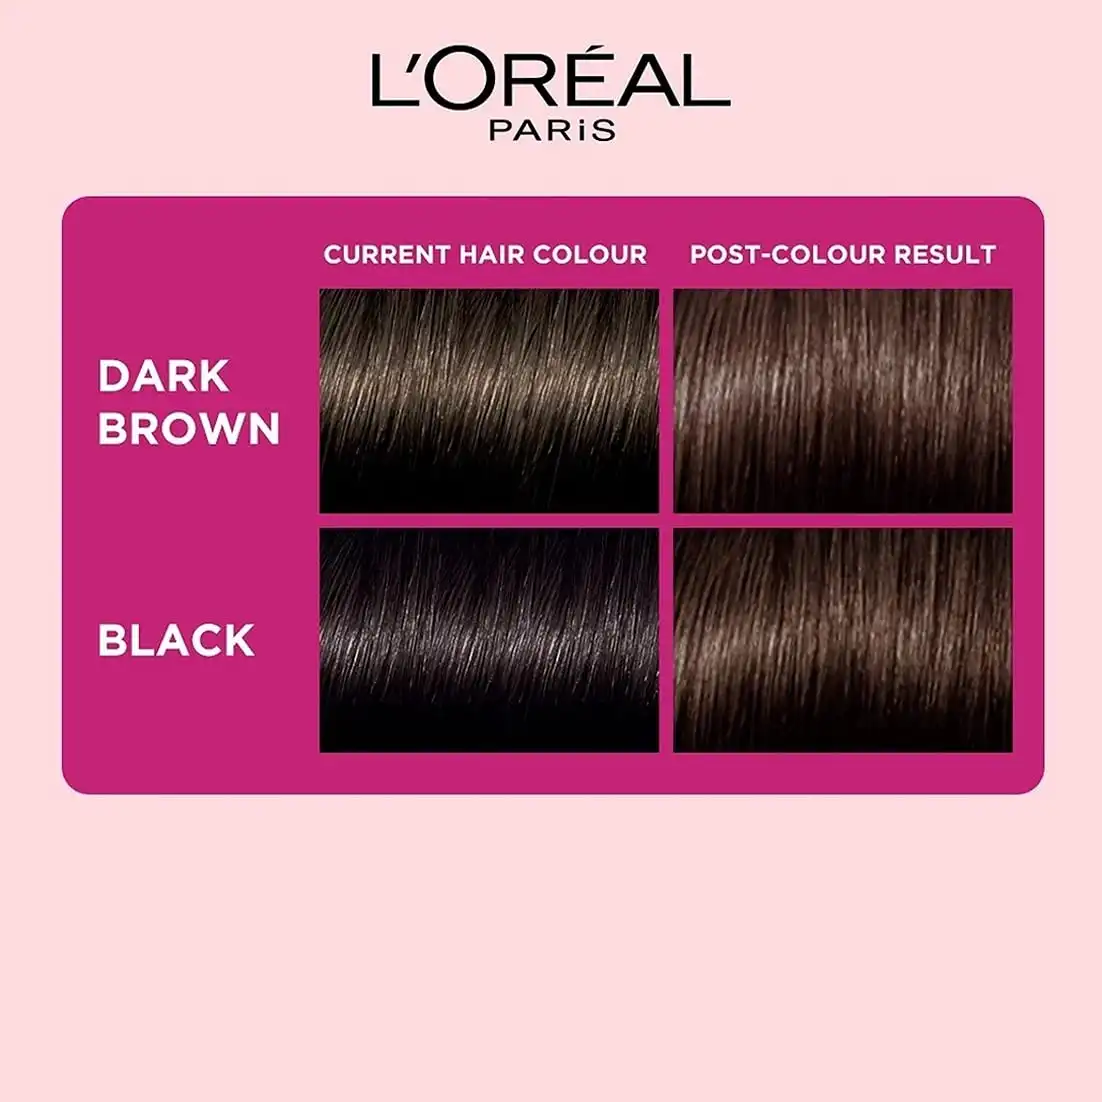 L'ORÉAL
PARiS
CURRENT HAIR COLOUR
POST-COLOUR RESULT
DARK
BROWN
BLACK